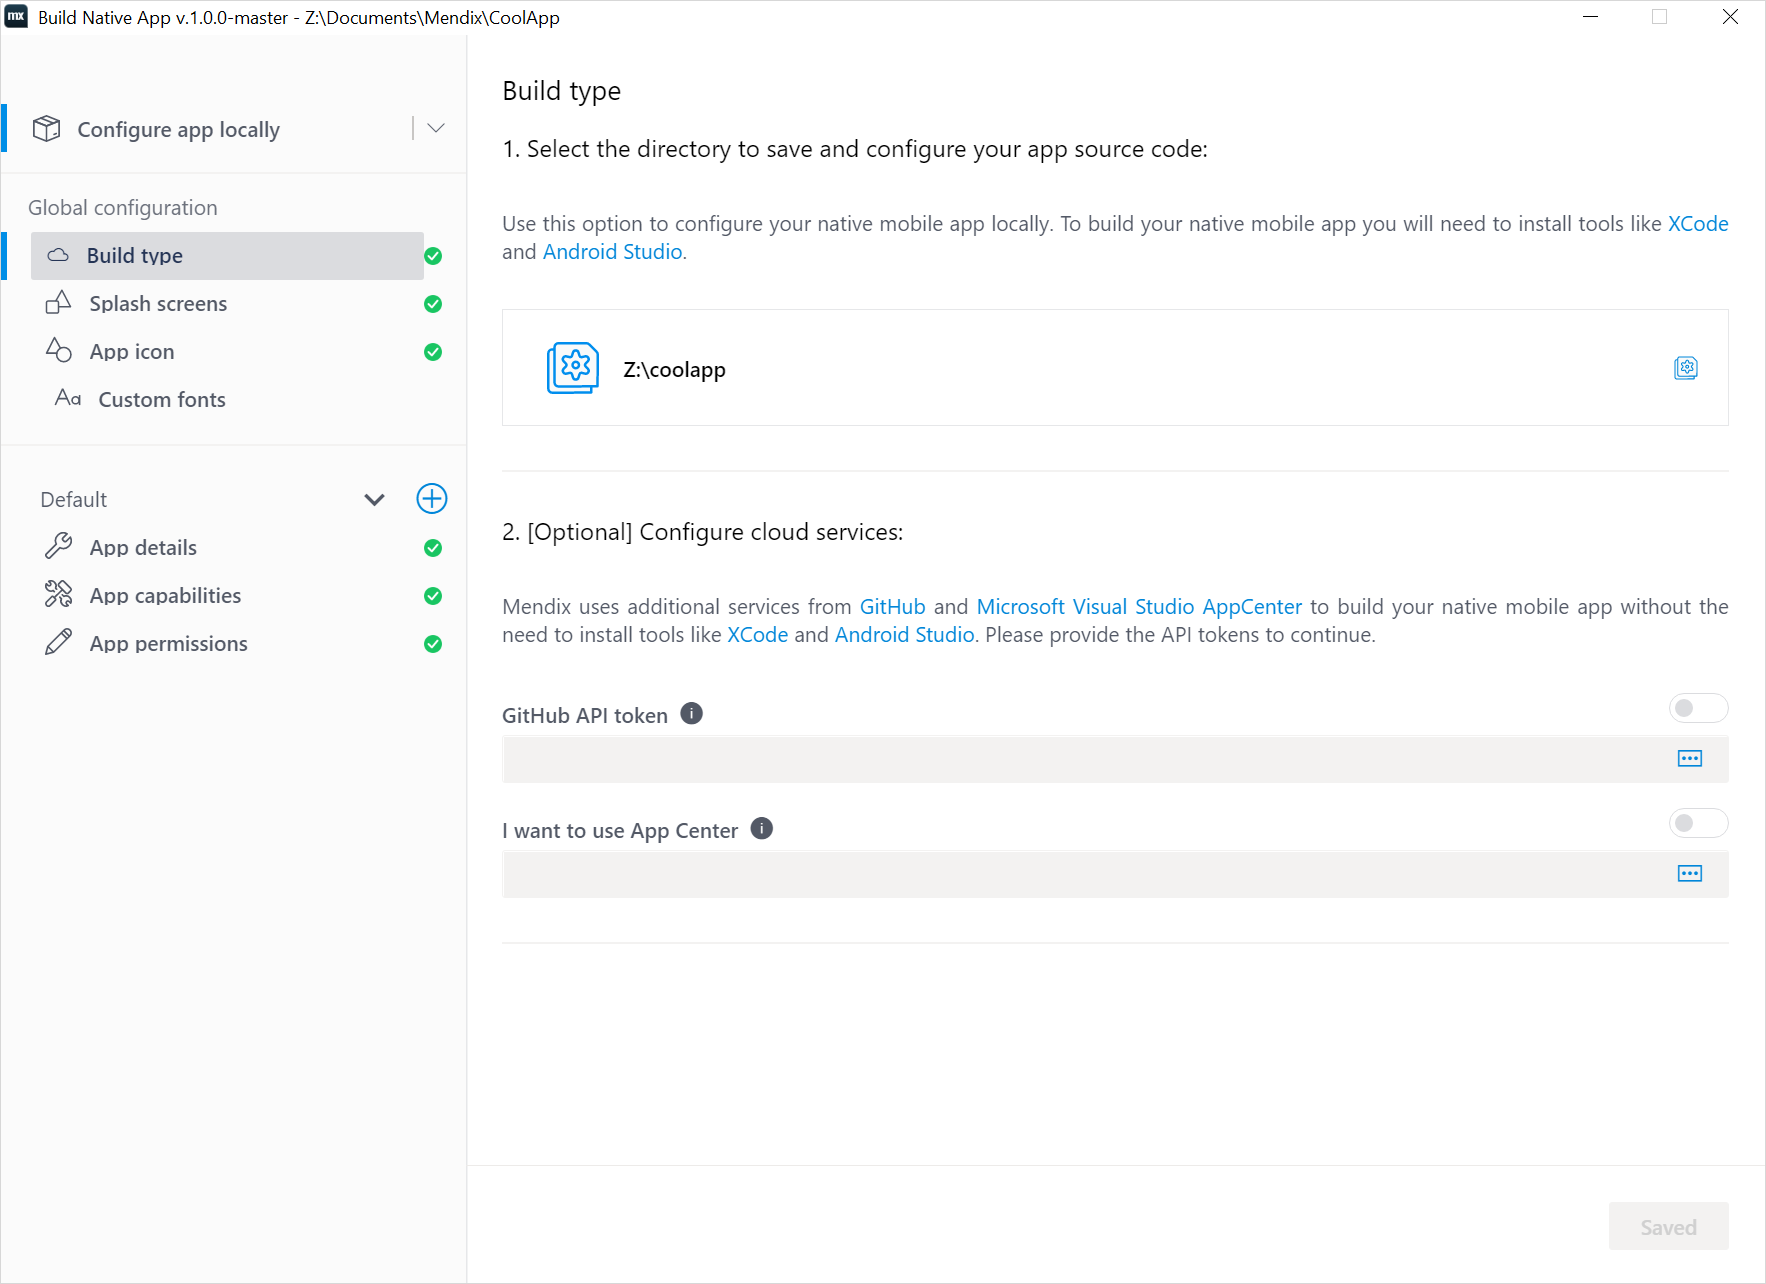 mx Build Native App v.1.0.0-master - Z:\Documents\Mendix\CoolApp
Configure app locally
Global configuration
Build type
Splash screens
App icon
Aa Custom fonts
Default
App details
App capabilities
App permissions
Build type
1. Select the directory to save and configure your app source code:
Use this option to configure your native mobile app locally. To build your native mobile app you will need to install tools like XCode
and Android Studio.
Z:\coolapp
2. [Optional] Configure cloud services:
Mendix uses additional services from GitHub and Microsoft Visual Studio AppCenter to build your native mobile app without the
need to install tools like XCode and Android Studio. Please provide the API tokens to continue.
GitHub API token
I want to use App Center
Saved